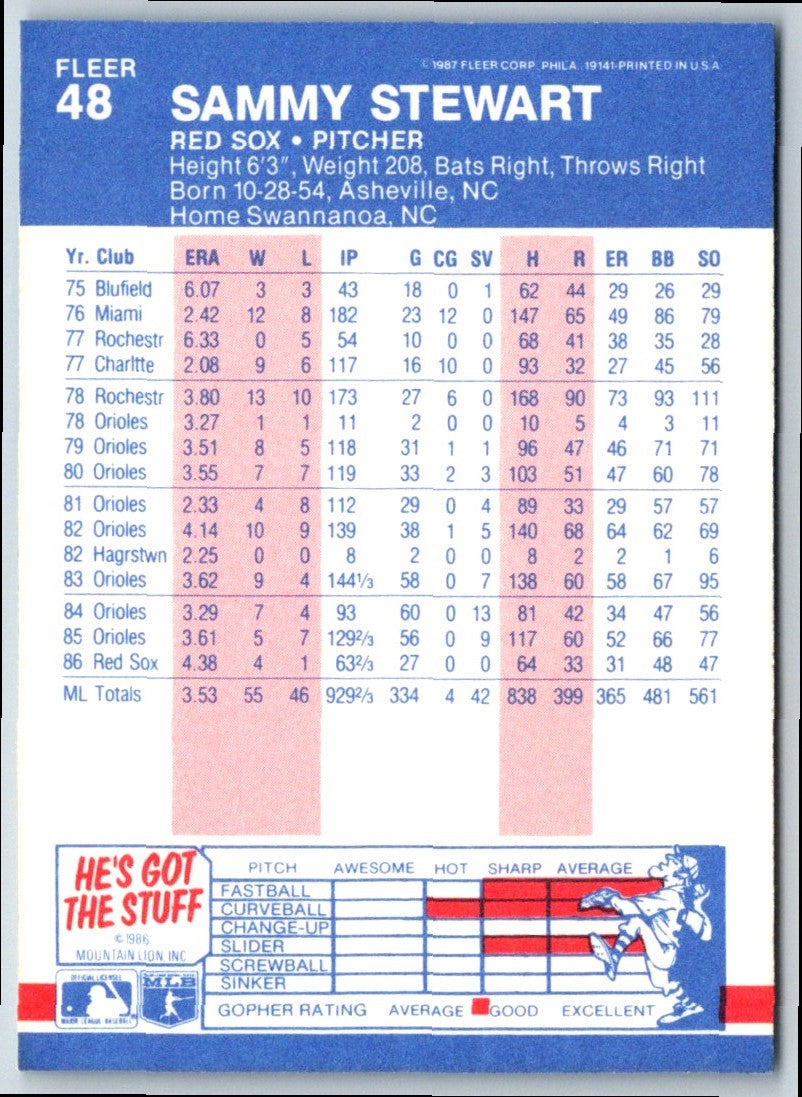 FLEER
© 1987 FLEER CORP. PHILA. 19141-PRINTED IN U.S.A
48 SAMMY STEWART
RED SOX • PITCHER
Height 6'3", Weight 208, Bats Right, Throws Right
Born 10-28-54, Asheville, NC
Home Swannanoa, NC
Yr. Club ERA W L IP G CG SV H R ER BB SO
75 Blufield 6.07 3 3 43 18 0 1 62 44 29 26 29
76 Miami 2.42 12 8 182 23 12 0 147 65 49 86 79
77 Rochestr 6.33 0 5 54 10 0 0 68 41 38 35 28
77 Charltte 2.08 9 6 117 16 10 0 93 32 27 45 56
78 Rochestr 3.80 13 10 173 27 6 0 168 90 73 93 111
78 Orioles 3.27 1 1 11 2 0 0 10 5 4 3 11
79 Orioles 3.51 8 5 118 31 1 1 96 47 46 71 71
80 Orioles 3.55 7 7 119 33 2 3 103 51 47 60 78
81 Orioles 2.33 4 8 112 29 0 4 89 33 29 57 57
82 Orioles 4.14 10 9 139 38 1 5 140 68 64 62 69
82 Hagrstwn 2.25 0 0 8 2 0 0 8 2 2 1 6
83 Orioles 3.62 9 4 144⅓ 58 0 7 138 60 58 67 95
84 Orioles 3.29 7 4 93 60 0 13 81 42 34 47 56
85 Orioles 3.61 5 7 129⅔ 56 0 9 117 60 52 66 77
86 Red Sox 4.38 4 1 63⅔ 27 0 0 64 33 31 48 47
ML Totals 3.53 55 46 929⅔ 334 4 42 838 399 365 481 561
HE'S GOT
THE STUFF
© 1986
MOUNTAIN LION, INC
OFFICIAL LICENSEE
MAJOR LEAGUE BASEBALL
MLB
PITCH AWESOME HOT SHARP AVERAGE
FASTBALL
CURVEBALL
CHANGE-UP
SLIDER
SCREWBALL
SINKER
GOPHER RATING AVERAGE GOOD EXCELLENT